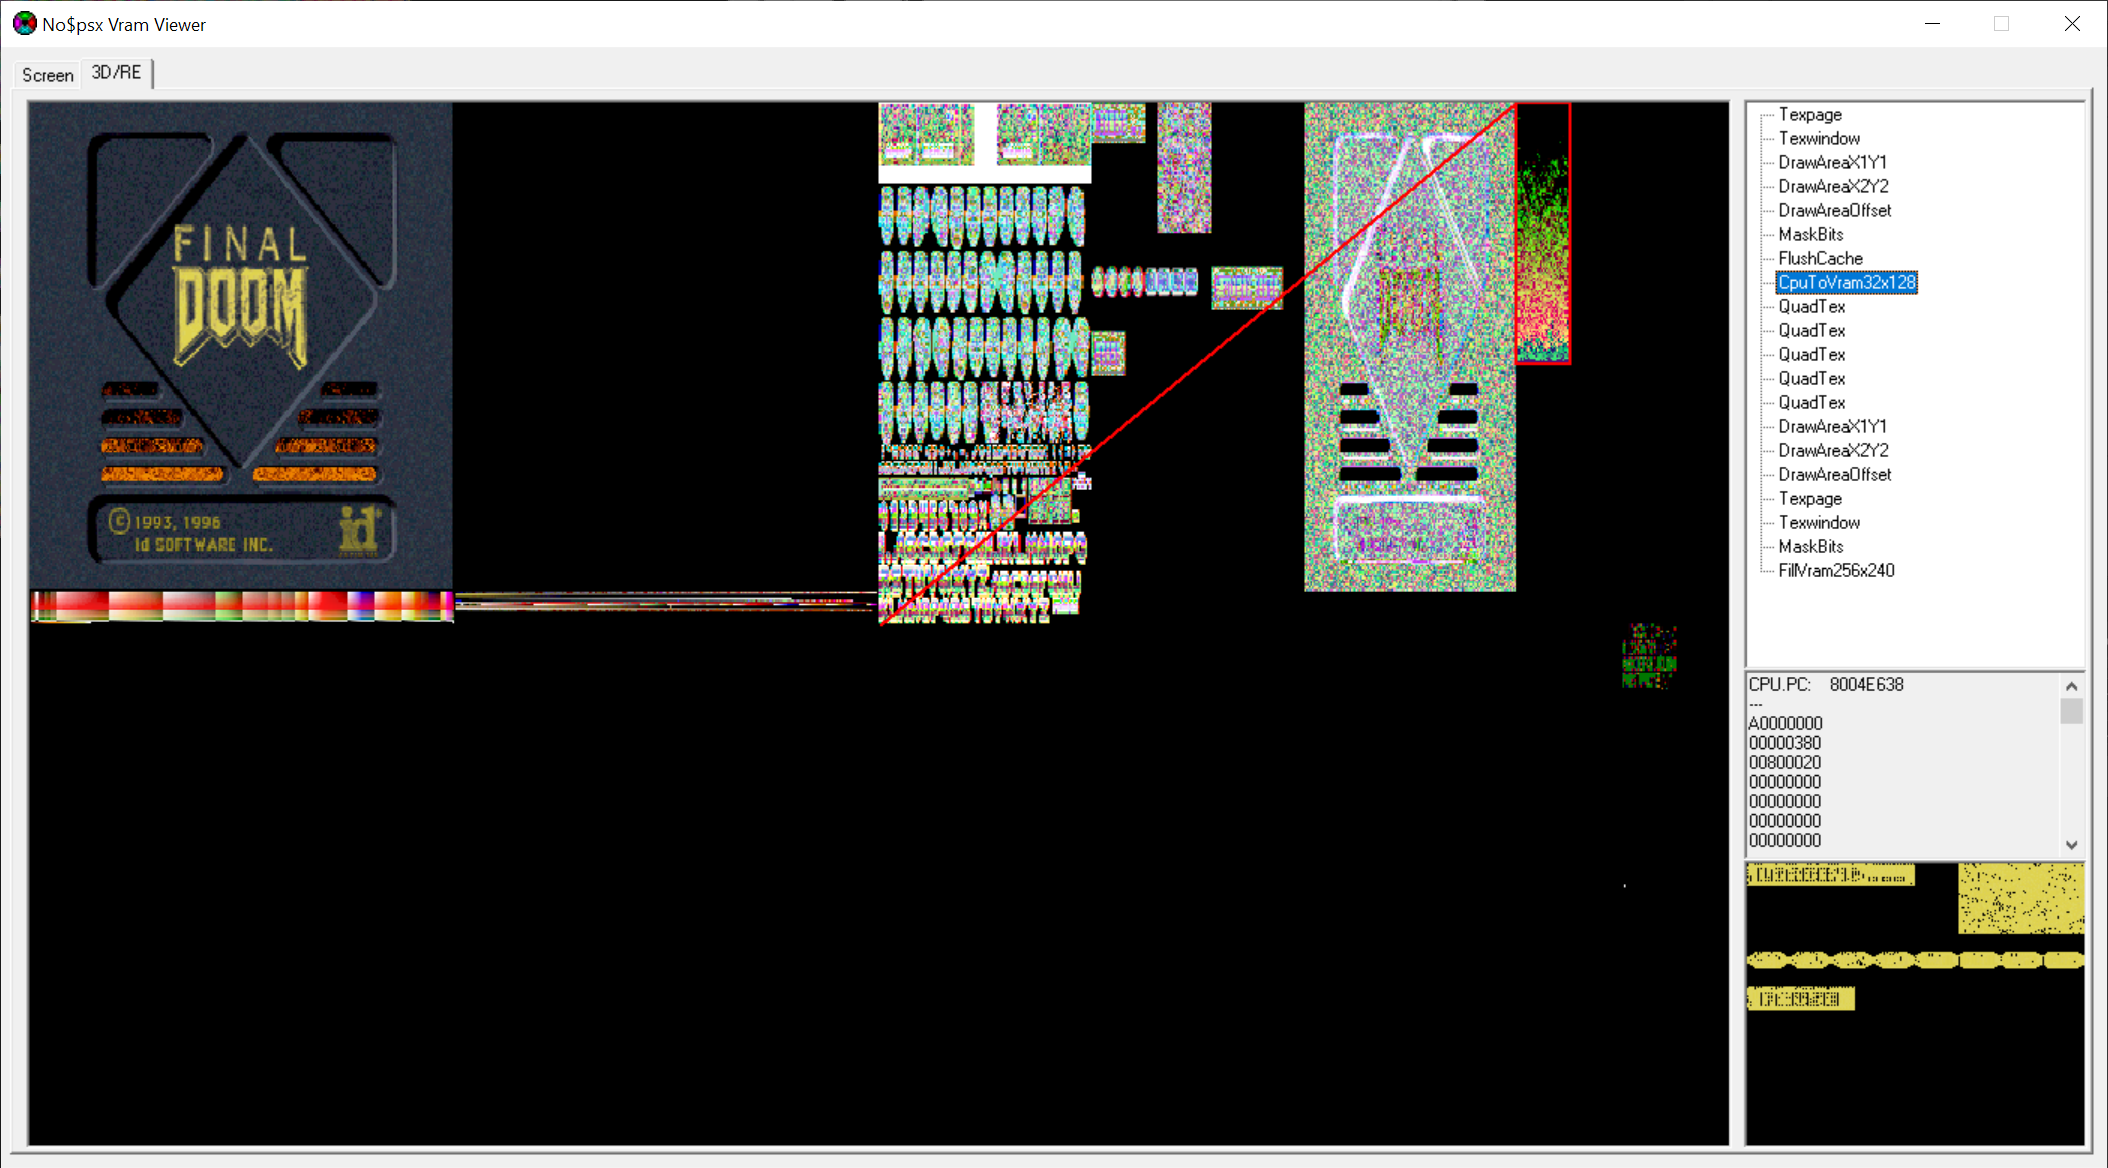 No$psx Vram Viewer
Screen
3D/RE
FINAL
DOOM
© 1993, 1996
id SOFTWARE INC.
id
Texpage
Texwindow
DrawAreaX1Y1
DrawAreaX2Y2
DrawAreaOffset
MaskBits
FlushCache
CpuToVram32x128
QuadTex
QuadTex
QuadTex
QuadTex
QuadTex
DrawAreaX1Y1
DrawAreaX2Y2
DrawAreaOffset
Texpage
Texwindow
MaskBits
FillVram256x240
CPU.PC: 8004E638
---
A0000000
00000380
00800020
00000000
00000000
00000000
00000000